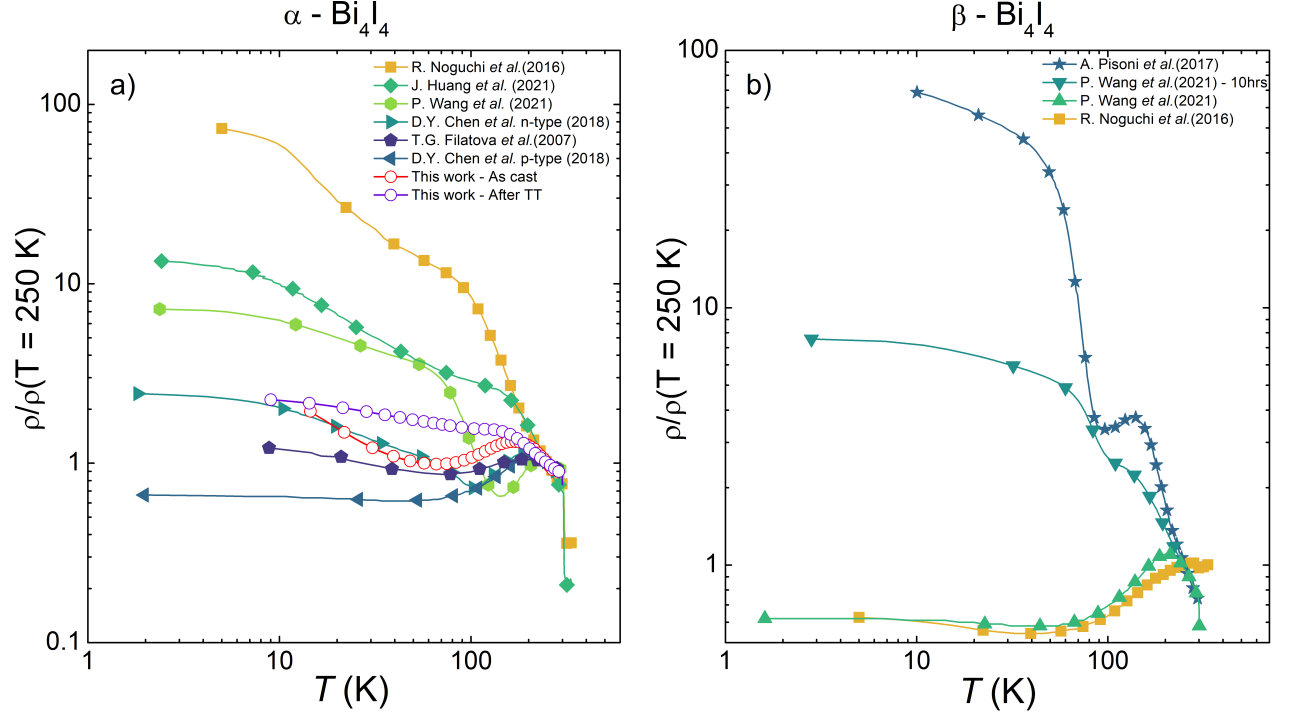 α - Bi4I4
a)
R. Noguchi et al.(2016)
J. Huang et al. (2021)
P. Wang et al. (2021)
D.Y. Chen et al. n-type (2018)
T.G. Filatova et al.(2007)
D.Y. Chen et al. p-type (2018)
This work - As cast
This work - After TT
100
10
1
0.1
ρ/ρ(T = 250 K)
1
10
100
T (K)
β - Bi4I4
b)
A. Pisoni et al.(2017)
P. Wang et al.(2021) - 10hrs
P. Wang et al.(2021)
R. Noguchi et al.(2016)
100
10
1
ρ/ρ(T = 250 K)
1
10
100
T (K)